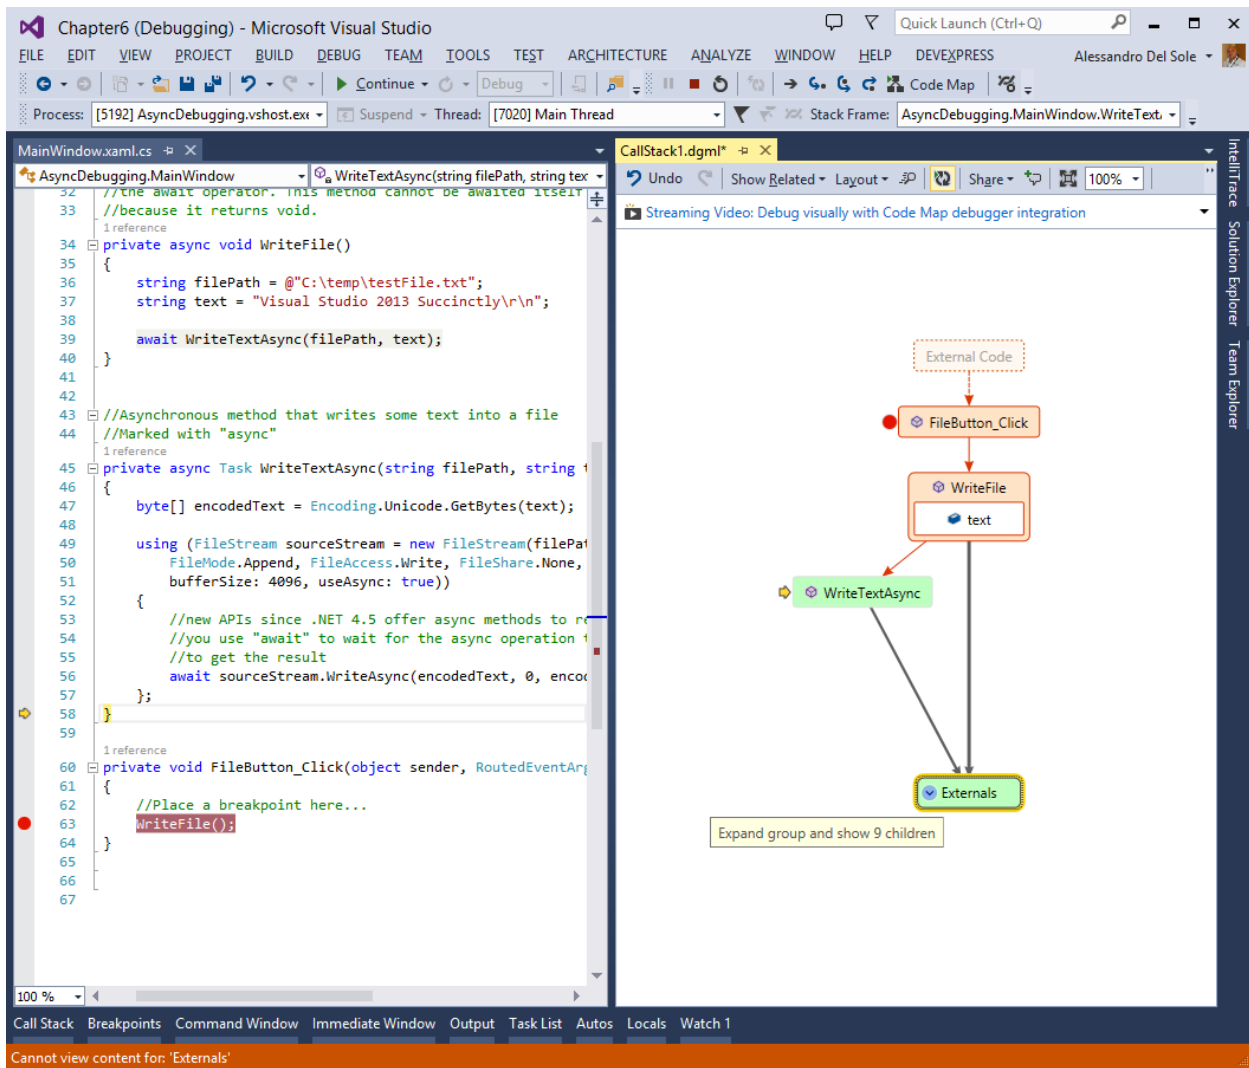 Chapter6 (Debugging) - Microsoft Visual Studio
Quick Launch (Ctrl+Q)
FILE EDIT VIEW PROJECT BUILD DEBUG TEAM TOOLS TEST ARCHITECTURE ANALYZE WINDOW HELP DEVEXPRESS Alessandro Del Sole
Continue Debug Code Map
Process: [5192] AsyncDebugging.vshost.exe Suspend Thread: [7020] Main Thread Stack Frame: AsyncDebugging.MainWindow.WriteText
MainWindow.xaml.cs
AsyncDebugging.MainWindow WriteTextAsync(string filePath, string tex
32 //the await operator. This method cannot be awaited itself
33 //because it returns void.
1 reference
34 private async void WriteFile()
35 {
36 string filePath = @"C:\temp\testFile.txt";
37 string text = "Visual Studio 2013 Succinctly\r\n";
38
39 await WriteTextAsync(filePath, text);
40 }
41
42
43 //Asynchronous method that writes some text into a file
44 //Marked with "async"
1 reference
45 private async Task WriteTextAsync(string filePath, string t
46 {
47 byte[] encodedText = Encoding.Unicode.GetBytes(text);
48
49 using (FileStream sourceStream = new FileStream(filePat
50 FileMode.Append, FileAccess.Write, FileShare.None,
51 bufferSize: 4096, useAsync: true))
52 {
53 //new APIs since .NET 4.5 offer async methods to re
54 //you use "await" to wait for the async operation t
55 //to get the result
56 await sourceStream.WriteAsync(encodedText, 0, encod
57 };
58 }
59
1 reference
60 private void FileButton_Click(object sender, RoutedEventArg
61 {
62 //Place a breakpoint here...
63 WriteFile();
64 }
65
66
67
100 %
CallStack1.dgml*
Undo Show Related Layout Share 100%
Streaming Video: Debug visually with Code Map debugger integration
External Code
FileButton_Click
WriteFile
text
WriteTextAsync
Externals
Expand group and show 9 children
IntelliTrace
Solution Explorer
Team Explorer
Call Stack Breakpoints Command Window Immediate Window Output Task List Autos Locals Watch 1
Cannot view content for: 'Externals'